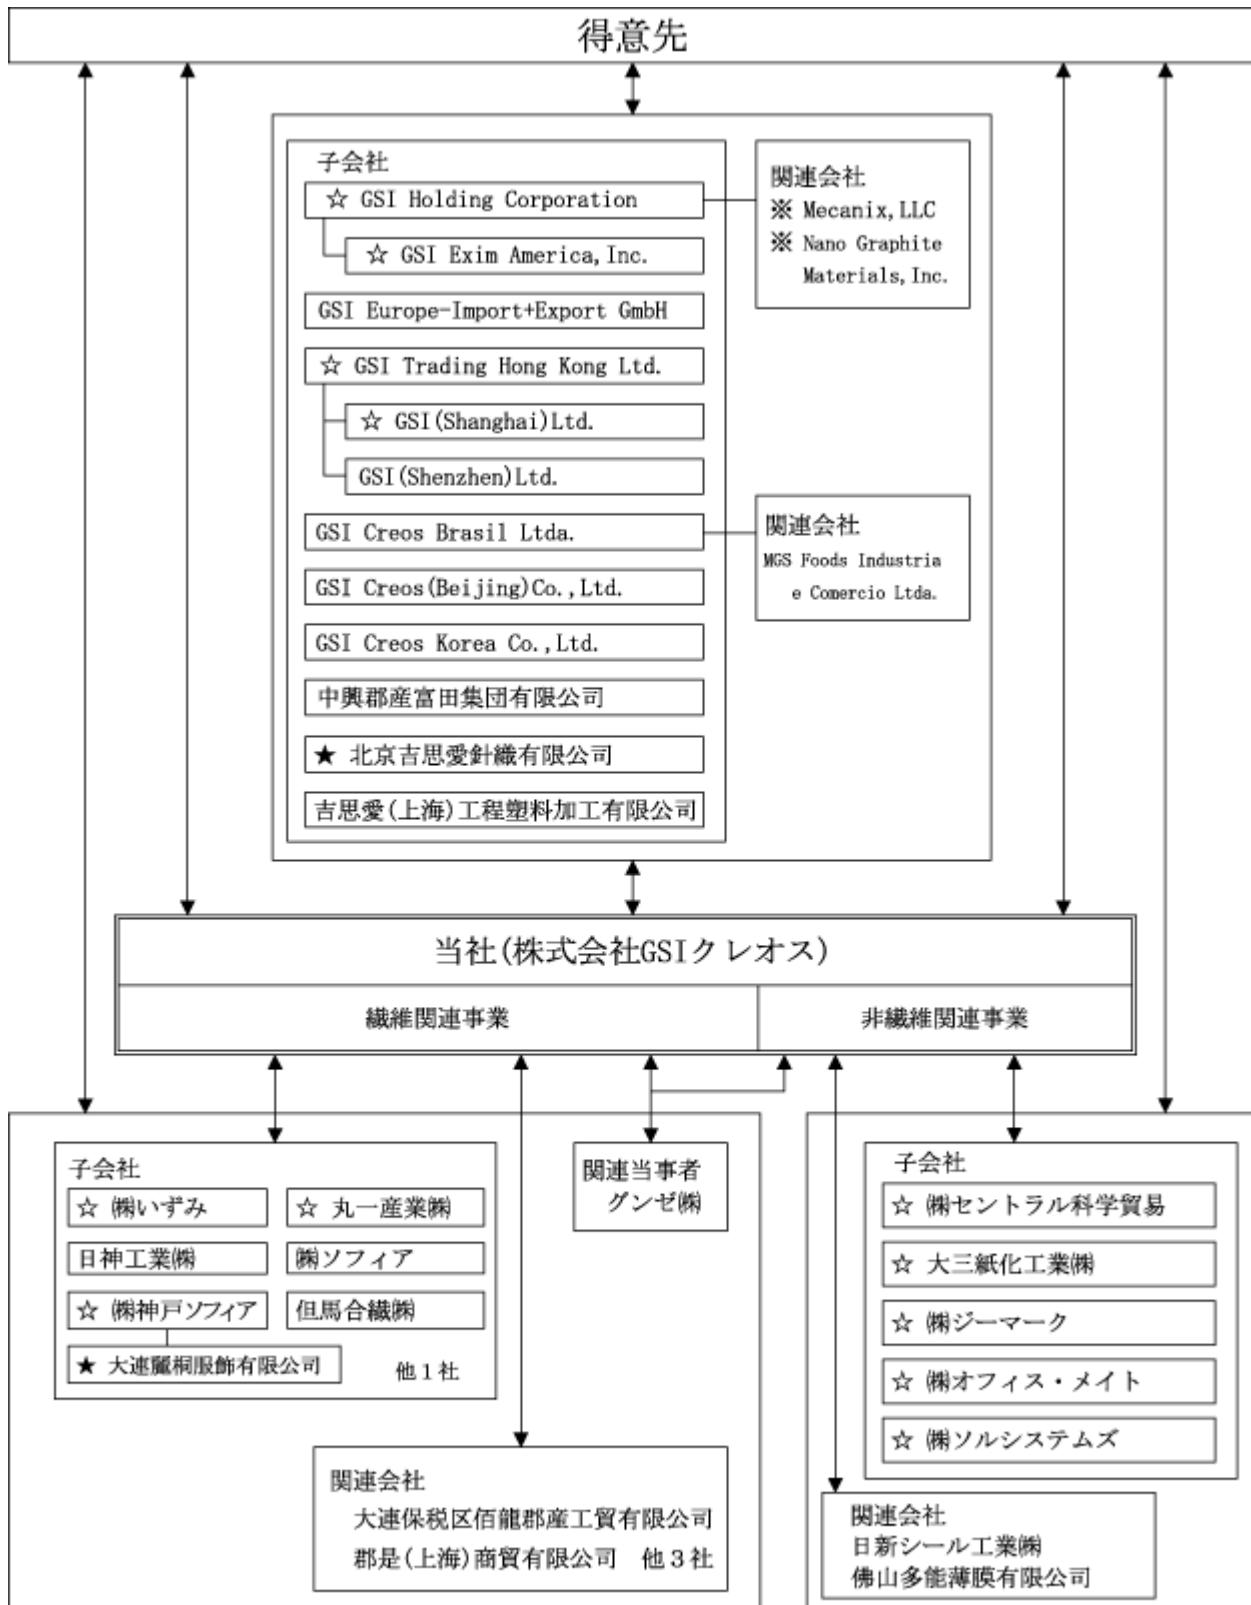 得意先
子会社
☆ GSI Holding Corporation
☆ GSI Exim America,Inc.
GSI Europe-Import+Export GmbH
☆ GSI Trading Hong Kong Ltd.
☆ GSI(Shanghai)Ltd.
GSI(Shenzhen)Ltd.
GSI Creos Brasil Ltda.
GSI Creos(Beijing)Co.,Ltd.
GSI Creos Korea Co.,Ltd.
中興郡産富田集団有限公司
★ 北京吉思愛針織有限公司
吉思愛(上海)工程塑料加工有限公司
関連会社
※ Mecanix,LLC
※ Nano Graphite
Materials,Inc.
関連会社
MGS Foods Industria
e Comercio Ltda.
当社(株式会社GSIクレオス)
繊維関連事業
非繊維関連事業
子会社
☆ ㈱いずみ
☆ 丸一産業㈱
日神工業㈱
㈱ソフィア
☆ ㈱神戸ソフィア
但馬合繊㈱
★ 大連麗桐服飾有限公司
他1社
関連当事者
グンゼ㈱
関連会社
大連保税区佰龍郡産工貿有限公司
郡是(上海)商貿有限公司 他3社
子会社
☆ ㈱セントラル科学貿易
☆ 大三紙化工業㈱
☆ ㈱ジーマーク
☆ ㈱オフィス・メイト
☆ ㈱ソルシステムズ
関連会社
日新シール工業㈱
佛山多能薄膜有限公司